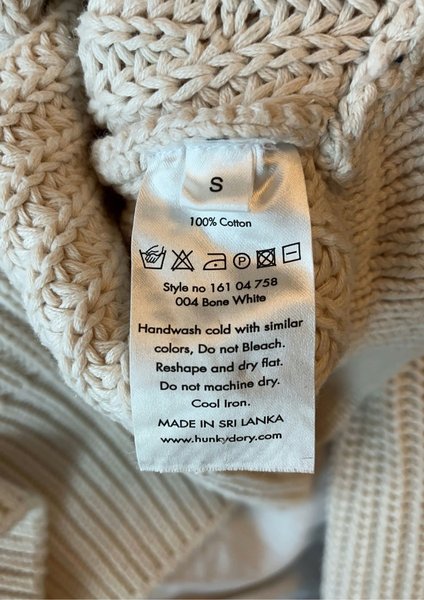 S
100% Cotton
P
Style no 161 04 758
004 Bone White
Handwash cold with similar
colors, Do not Bleach.
Reshape and dry flat.
Do not machine dry.
Cool Iron.
MADE IN SRI LANKA
www.hunkydory.com